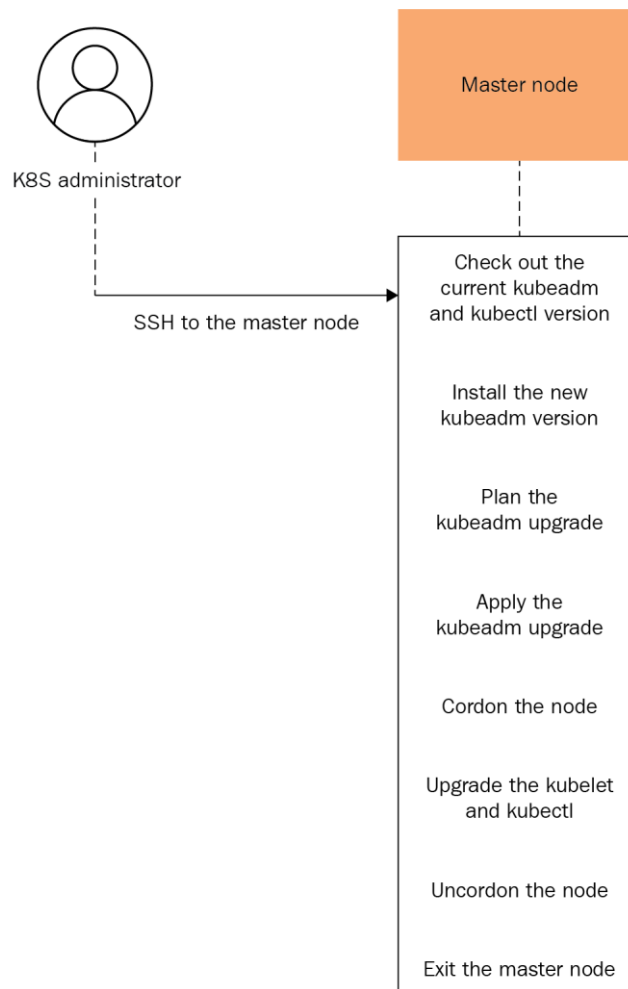 Master node
K8S administrator
SSH to the master node
Check out the
current kubeadm
and kubectl version
Install the new
kubeadm version
Plan the
kubeadm upgrade
Apply the
kubeadm upgrade
Cordon the node
Upgrade the kubelet
and kubectl
Uncordon the node
Exit the master node